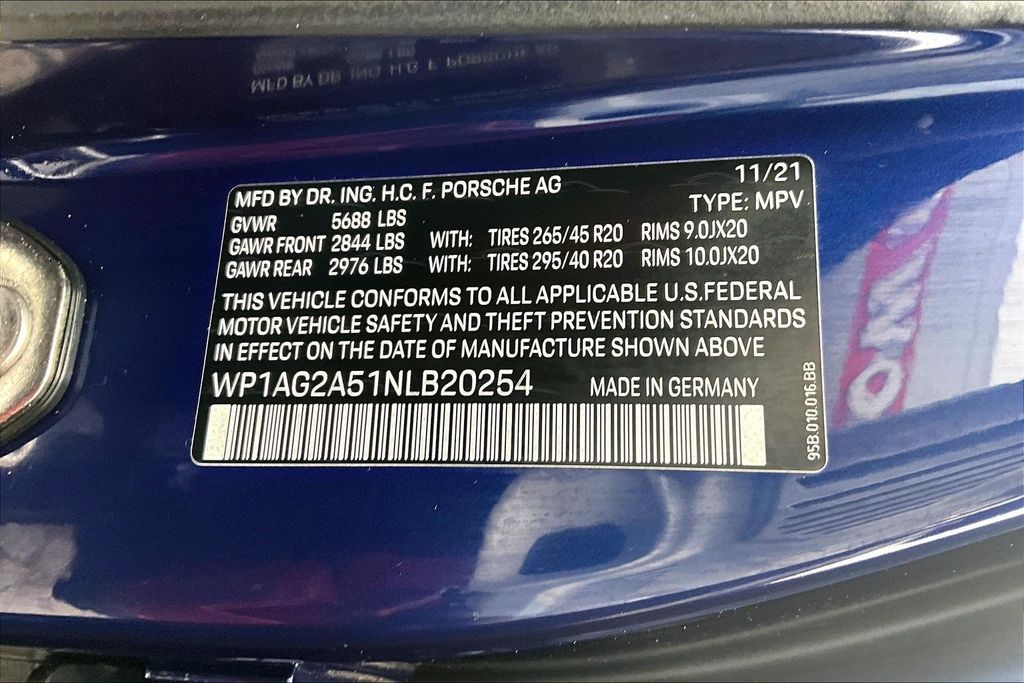 MFD BY DR. ING. H.C. F. PORSCHE AG 11/21
GVWR 5688 LBS TYPE: MPV
GAWR FRONT 2844 LBS WITH: TIRES 265/45 R20 RIMS 9.0JX20
GAWR REAR 2976 LBS WITH: TIRES 295/40 R20 RIMS 10.0JX20
THIS VEHICLE CONFORMS TO ALL APPLICABLE U.S.FEDERAL
MOTOR VEHICLE SAFETY AND THEFT PREVENTION STANDARDS
IN EFFECT ON THE DATE OF MANUFACTURE SHOWN ABOVE
WP1AG2A51NLB20254 MADE IN GERMANY
95B.010.016.BB